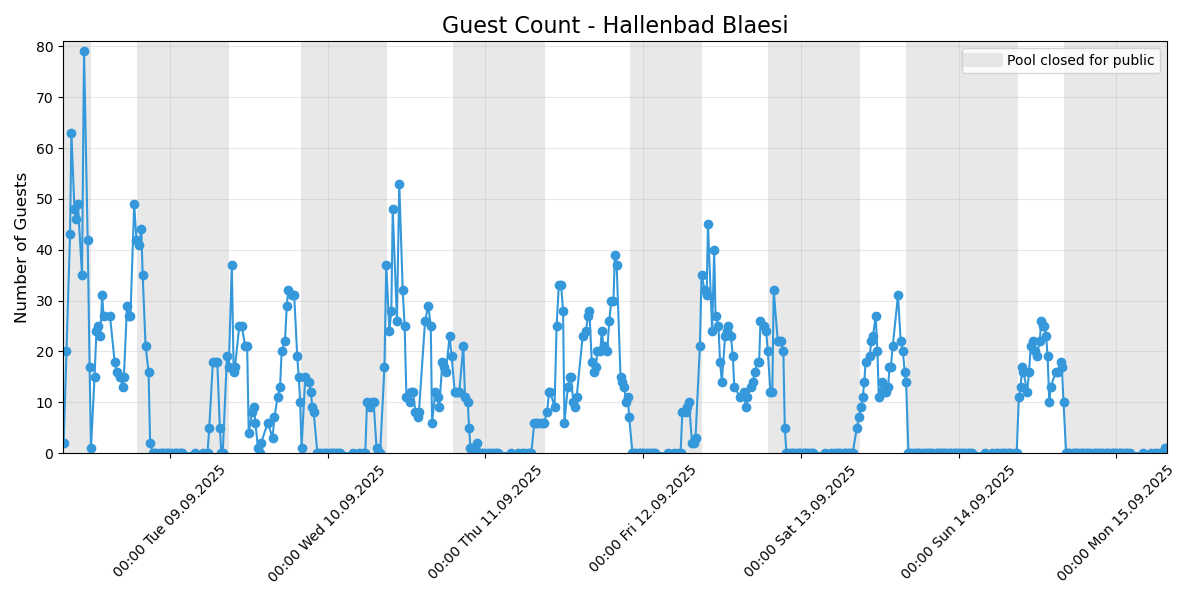 Guest Count - Hallenbad Blaesi
Pool closed for public
Number of Guests
80
70
60
50
40
30
20
10
0
00:00 Tue 09.09.2025
00:00 Wed 10.09.2025
00:00 Thu 11.09.2025
00:00 Fri 12.09.2025
00:00 Sat 13.09.2025
00:00 Sun 14.09.2025
00:00 Mon 15.09.2025